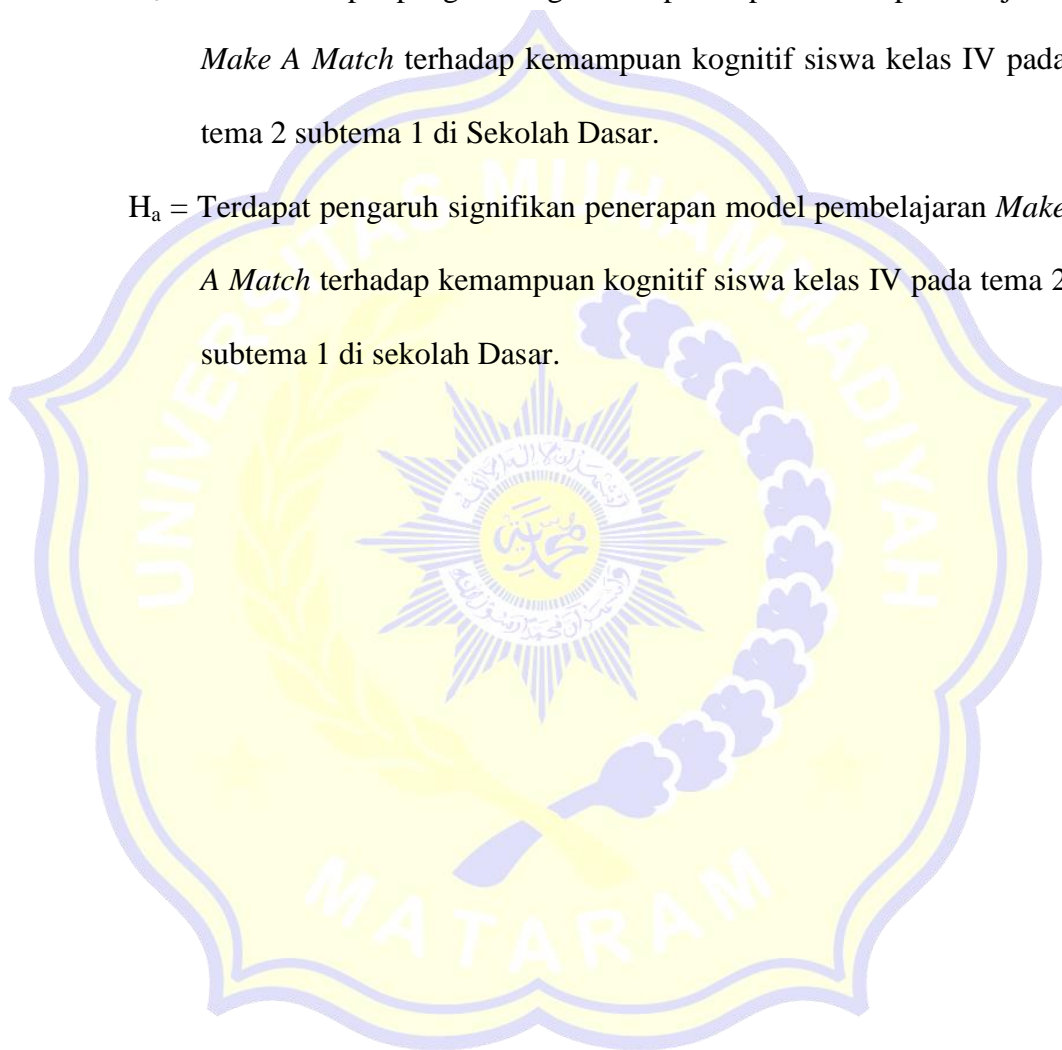 Make A Match terhadap kemampuan kognitif siswa kelas IV pada
tema 2 subtema 1 di Sekolah Dasar.
Hₐ = Terdapat pengaruh signifikan penerapan model pembelajaran Make
A Match terhadap kemampuan kognitif siswa kelas IV pada tema 2
subtema 1 di sekolah Dasar.
UNIVERSITAS MUHAMMADIYAH
MATARAM